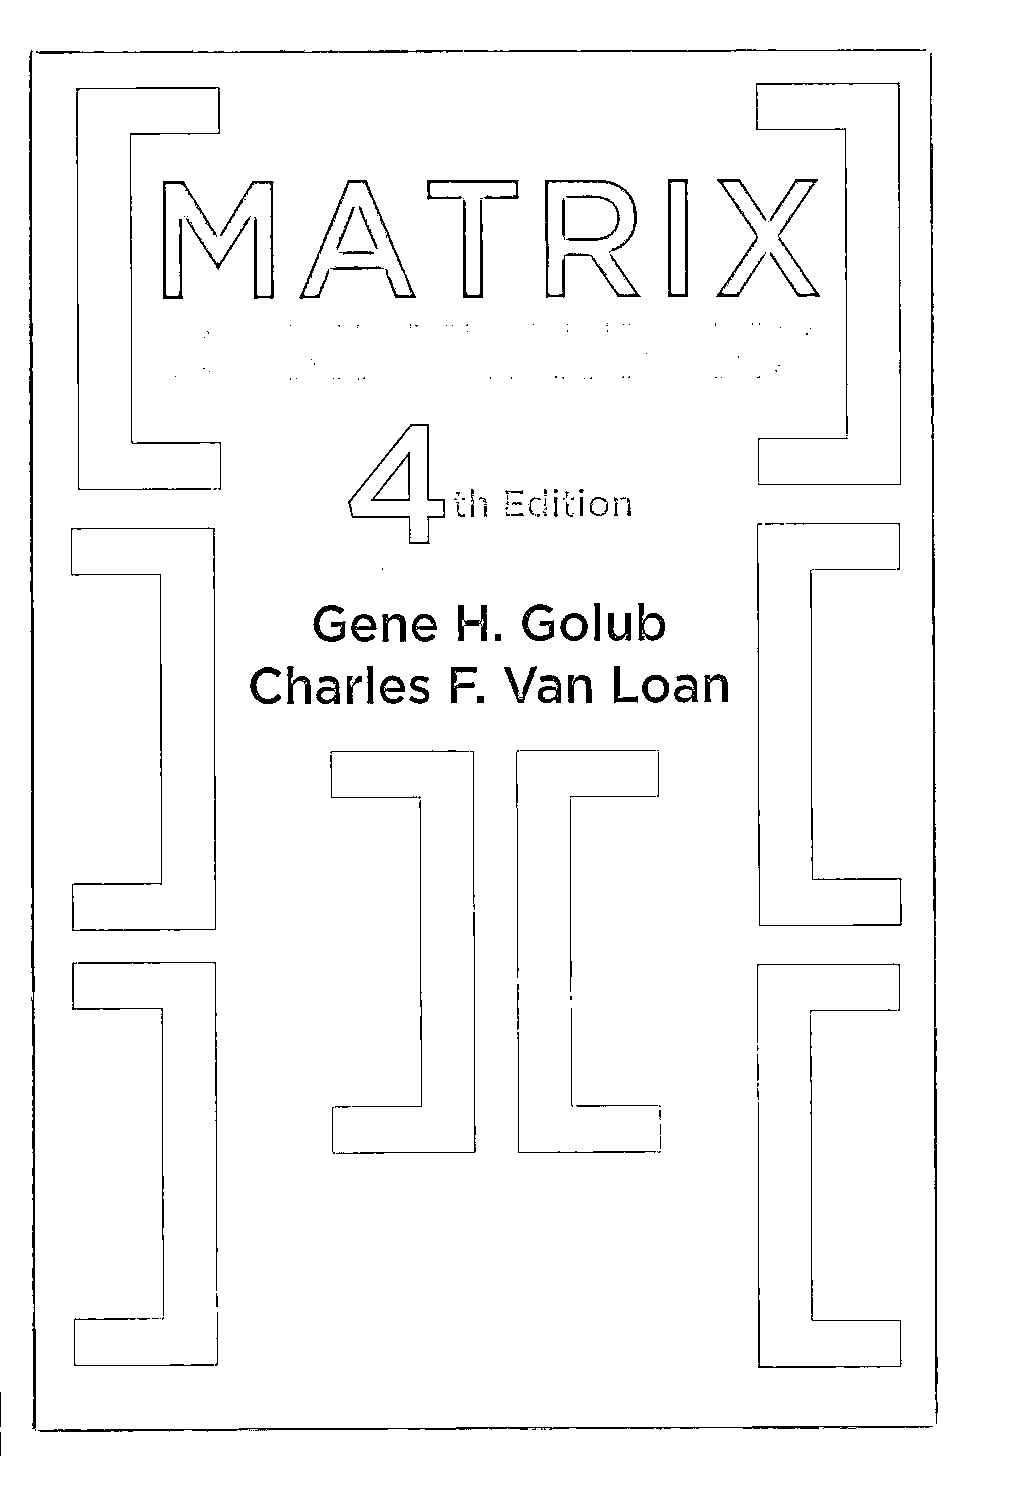 MATRIX
4th Edition
Gene H. Golub
Charles F. Van Loan